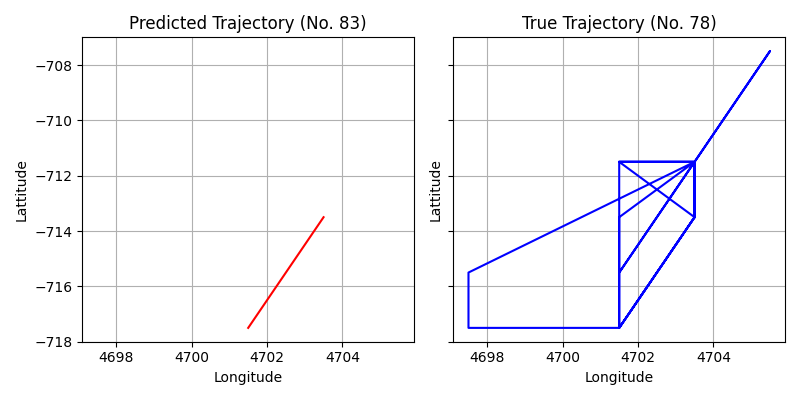 Predicted Trajectory (No. 83)
True Trajectory (No. 78)
−708
−710
−712
−714
−716
−718
Lattitude
Lattitude
4698 4700 4702 4704
4698 4700 4702 4704
Longitude
Longitude